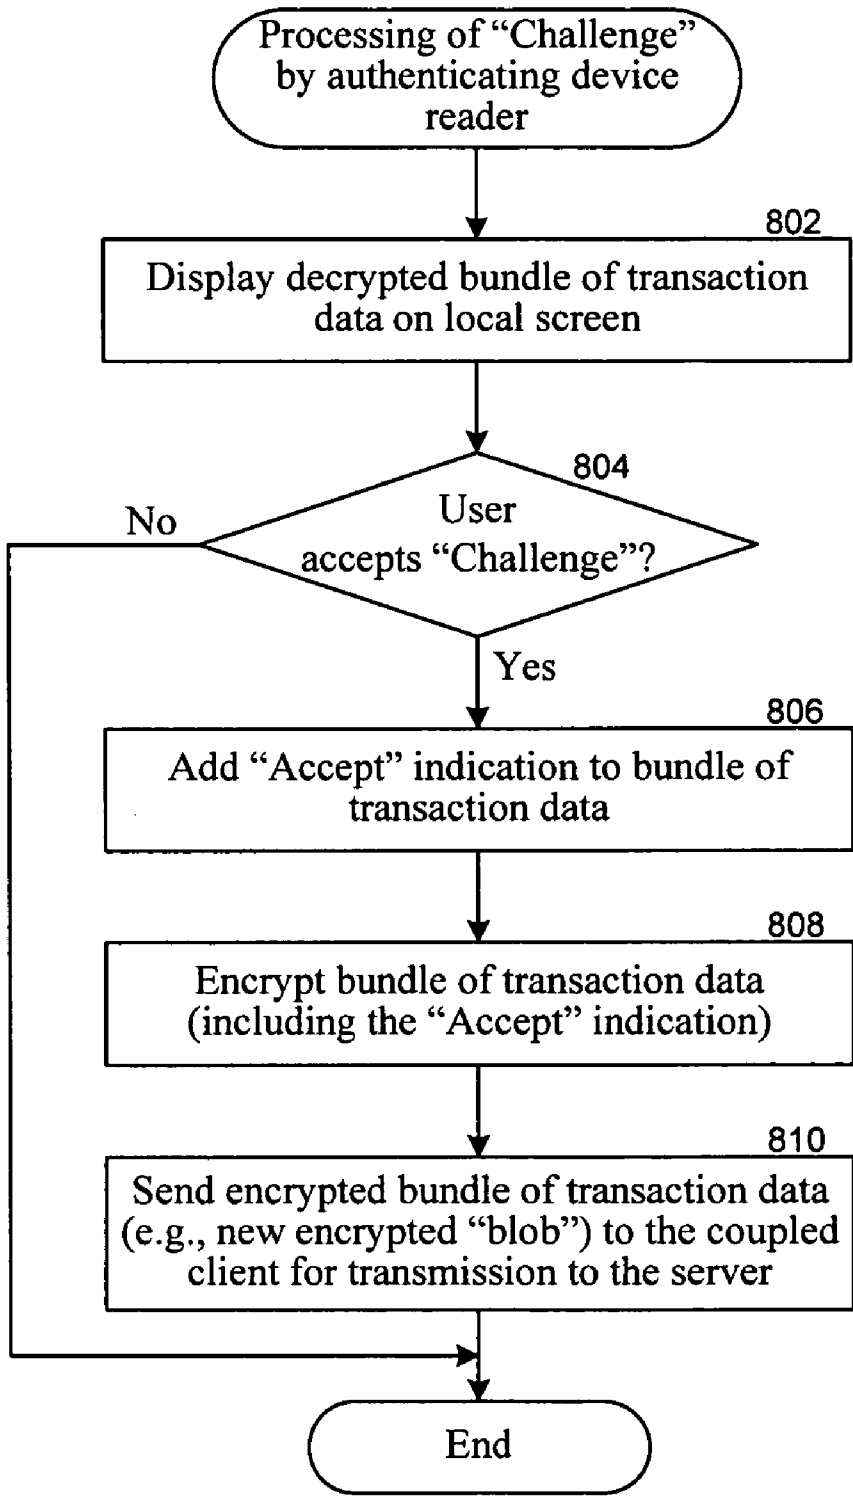 Processing of “Challenge”
by authenticating device
reader
802
Display decrypted bundle of transaction
data on local screen
804
User
accepts “Challenge”?
No
Yes
806
Add “Accept” indication to bundle of
transaction data
808
Encrypt bundle of transaction data
(including the “Accept” indication)
810
Send encrypted bundle of transaction data
(e.g., new encrypted “blob”) to the coupled
client for transmission to the server
End